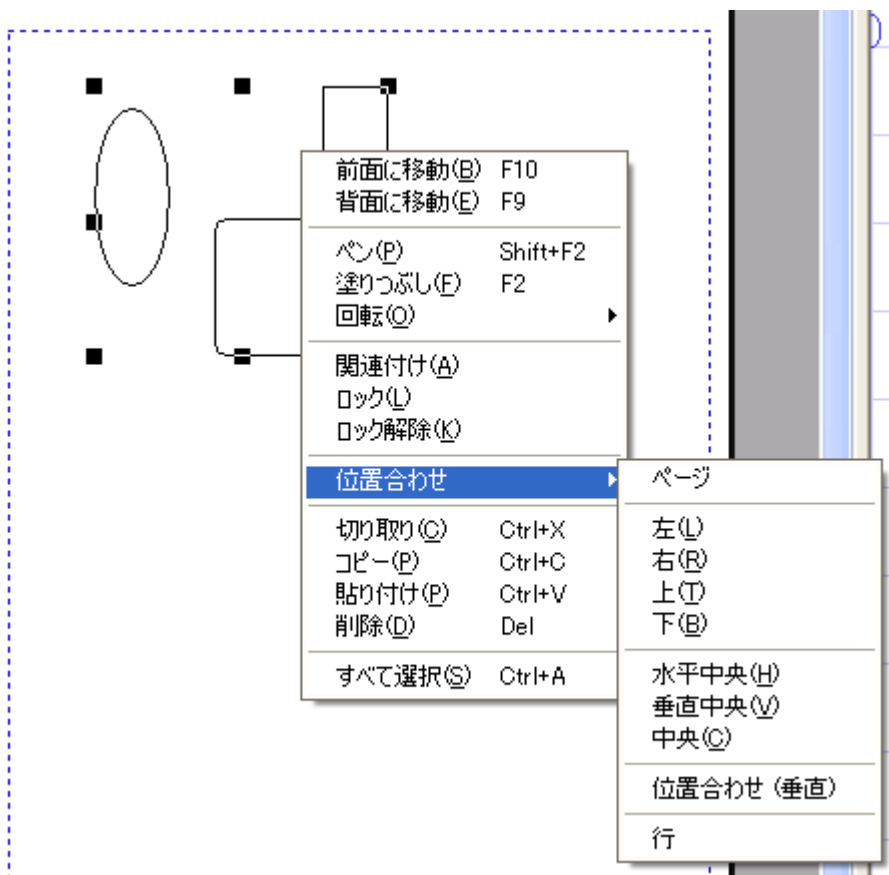 前面に移動(B) F10
背面に移動(E) F9
ペン(P) Shift+F2
塗りつぶし(F) F2
回転(O)
関連付け(A)
ロック(L)
ロック解除(K)
位置合わせ
切り取り(C) Ctrl+X
コピー(P) Ctrl+C
貼り付け(P) Ctrl+V
削除(D) Del
すべて選択(S) Ctrl+A
ページ
左(L)
右(R)
上(T)
下(B)
水平中央(H)
垂直中央(V)
中央(C)
位置合わせ (垂直)
行